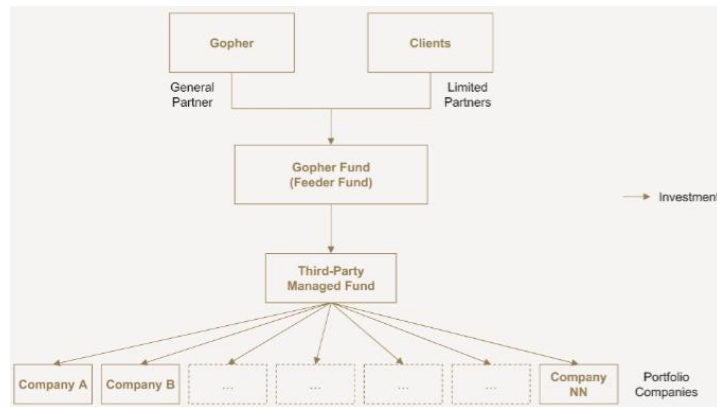 Gopher
Clients
General
Partner
Limited
Partners
Gopher Fund
(Feeder Fund)
Investment
Third-Party
Managed Fund
Company A
Company B
...
...
...
...
Company
NN
Portfolio
Companies